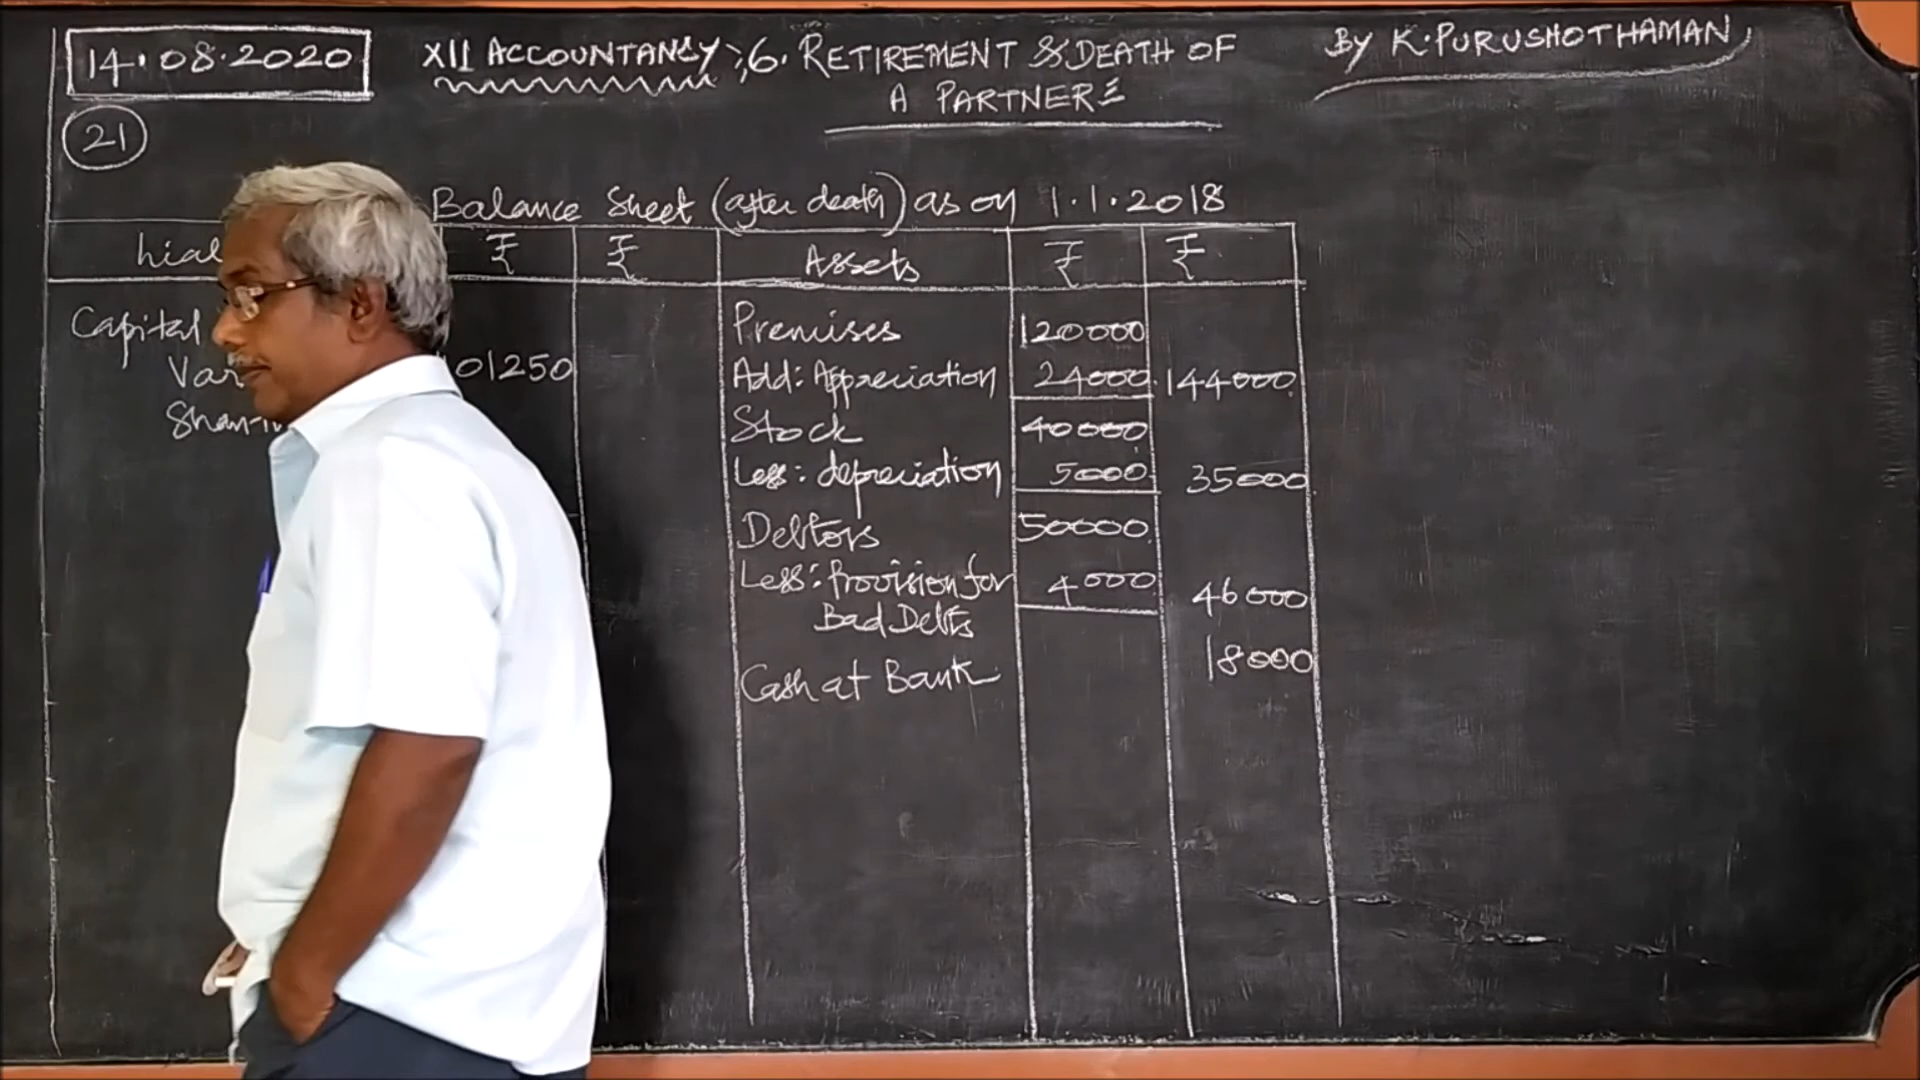 14.08.2020
XII ACCOUNTANCY :, 6. RETIREMENT & DEATH OF
A PARTNER
By K. PURUSHOTHAMAN
21
Balance Sheet (after death) as on 1.1.2018
₹ ₹ Assets ₹ ₹
Capital
01250
Premises 120000
Add: Appreciation 24000 144000
Stock 40000
Less: depreciation 5000 35000
Debtors 50000
Less: Provision for 4000 46000
Bad Debts
Cash at Bank 18000